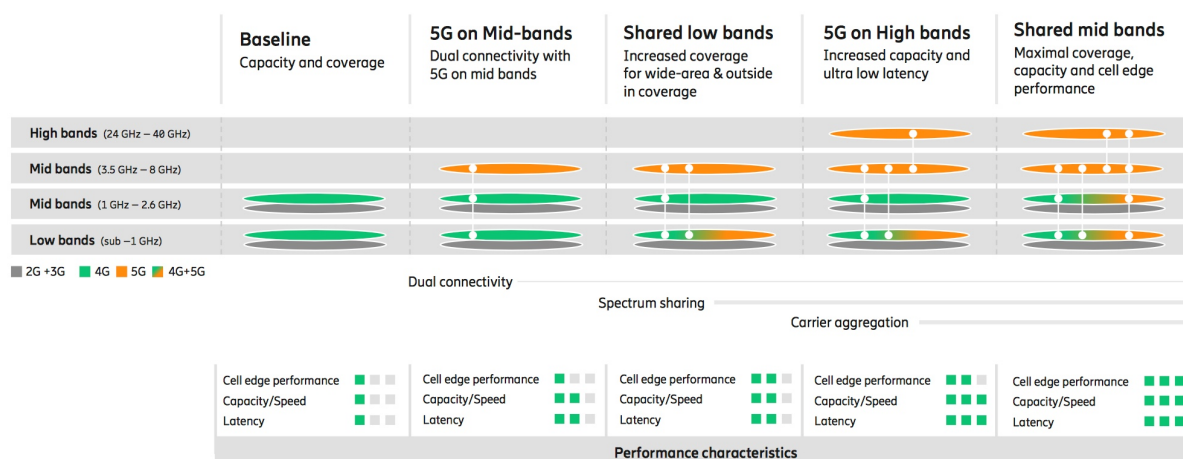 Baseline
Capacity and coverage
5G on Mid-bands
Dual connectivity with
5G on mid bands
Shared low bands
Increased coverage
for wide-area & outside
in coverage
5G on High bands
Increased capacity and
ultra low latency
Shared mid bands
Maximal coverage,
capacity and cell edge
performance
High bands (24 GHz – 40 GHz)
Mid bands (3.5 GHz – 8 GHz)
Mid bands (1 GHz – 2.6 GHz)
Low bands (sub –1 GHz)
2G +3G 4G 5G 4G+5G
Dual connectivity
Spectrum sharing
Carrier aggregation
Cell edge performance
Capacity/Speed
Latency
Cell edge performance
Capacity/Speed
Latency
Cell edge performance
Capacity/Speed
Latency
Cell edge performance
Capacity/Speed
Latency
Cell edge performance
Capacity/Speed
Latency
Performance characteristics